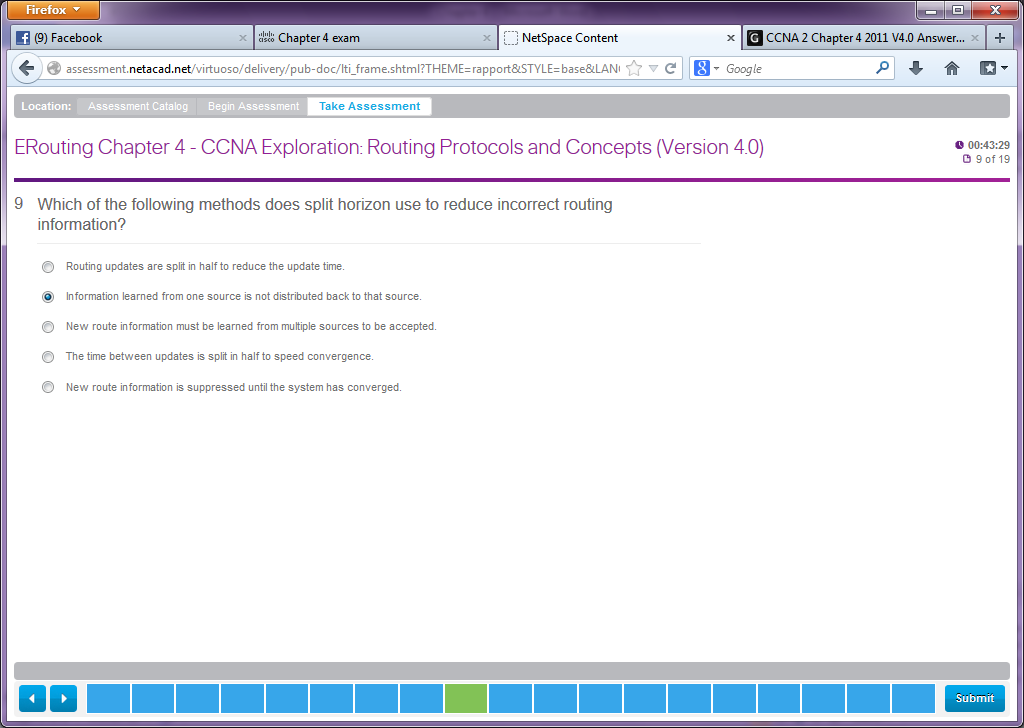 Firefox
(9) Facebook
cisco Chapter 4 exam
NetSpace Content
G CCNA 2 Chapter 4 2011 V4.0 Answer...
assessment.netacad.net/virtuoso/delivery/pub-doc/lti_frame.shtml?THEME=rapport&STYLE=base&LAN
8 Google
Location: Assessment Catalog Begin Assessment Take Assessment
ERouting Chapter 4 - CCNA Exploration: Routing Protocols and Concepts (Version 4.0)
00:43:29
9 of 19
9 Which of the following methods does split horizon use to reduce incorrect routing
information?
Routing updates are split in half to reduce the update time.
Information learned from one source is not distributed back to that source.
New route information must be learned from multiple sources to be accepted.
The time between updates is split in half to speed convergence.
New route information is suppressed until the system has converged.
Submit